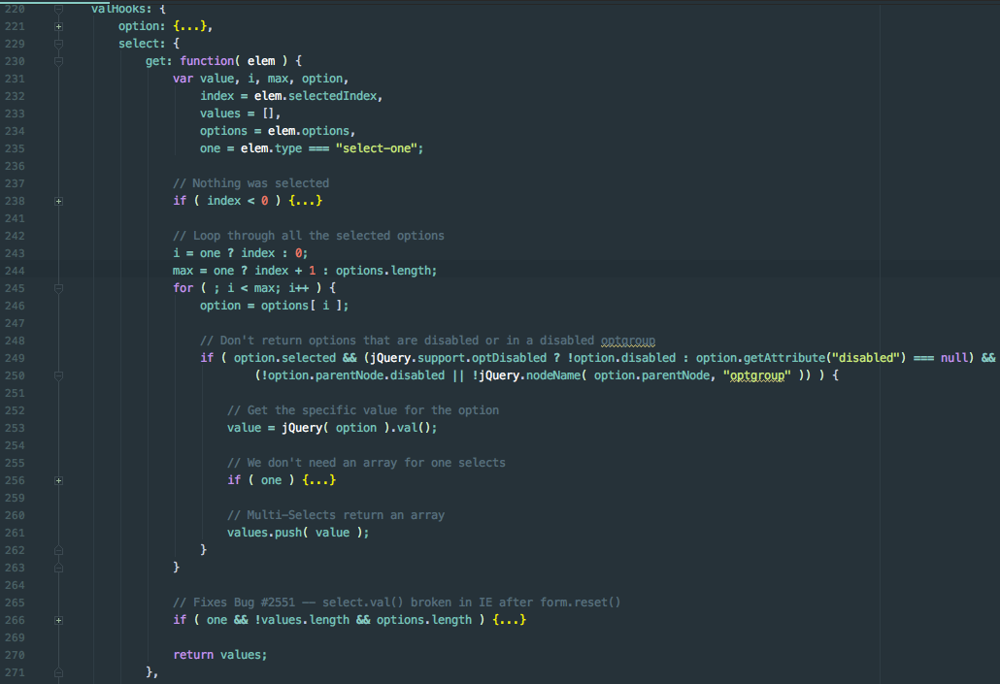 220 valHooks: {
221 option: {...},
229 select: {
230 get: function( elem ) {
231 var value, i, max, option,
232 index = elem.selectedIndex,
233 values = [],
234 options = elem.options,
235 one = elem.type === "select-one";
236
237 // Nothing was selected
238 if ( index < 0 ) {...}
241
242 // Loop through all the selected options
243 i = one ? index : 0;
244 max = one ? index + 1 : options.length;
245 for ( ; i < max; i++ ) {
246 option = options[ i ];
247
248 // Don't return options that are disabled or in a disabled optgroup
249 if ( option.selected && (jQuery.support.optDisabled ? !option.disabled : option.getAttribute("disabled") === null) &&
250 (!option.parentNode.disabled || !jQuery.nodeName( option.parentNode, "optgroup" )) ) {
251
252 // Get the specific value for the option
253 value = jQuery( option ).val();
254
255 // We don't need an array for one selects
256 if ( one ) {...}
259
260 // Multi-Selects return an array
261 values.push( value );
262 }
263 }
264
265 // Fixes Bug #2551 -- select.val() broken in IE after form.reset()
266 if ( one && !values.length && options.length ) {...}
269
270 return values;
271 },